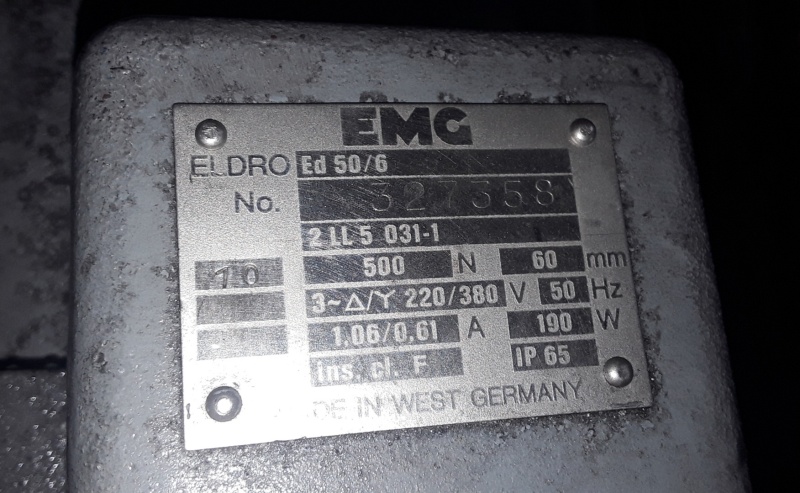 EMG
ELDRO Ed 50/6
No. 327358
2 LL 5 031-1
10 500 N 60 mm
3~ △/Y 220/380 V 50 Hz
1.06/0.61 A 190 W
ins. cl. F IP 65
MADE IN WEST GERMANY